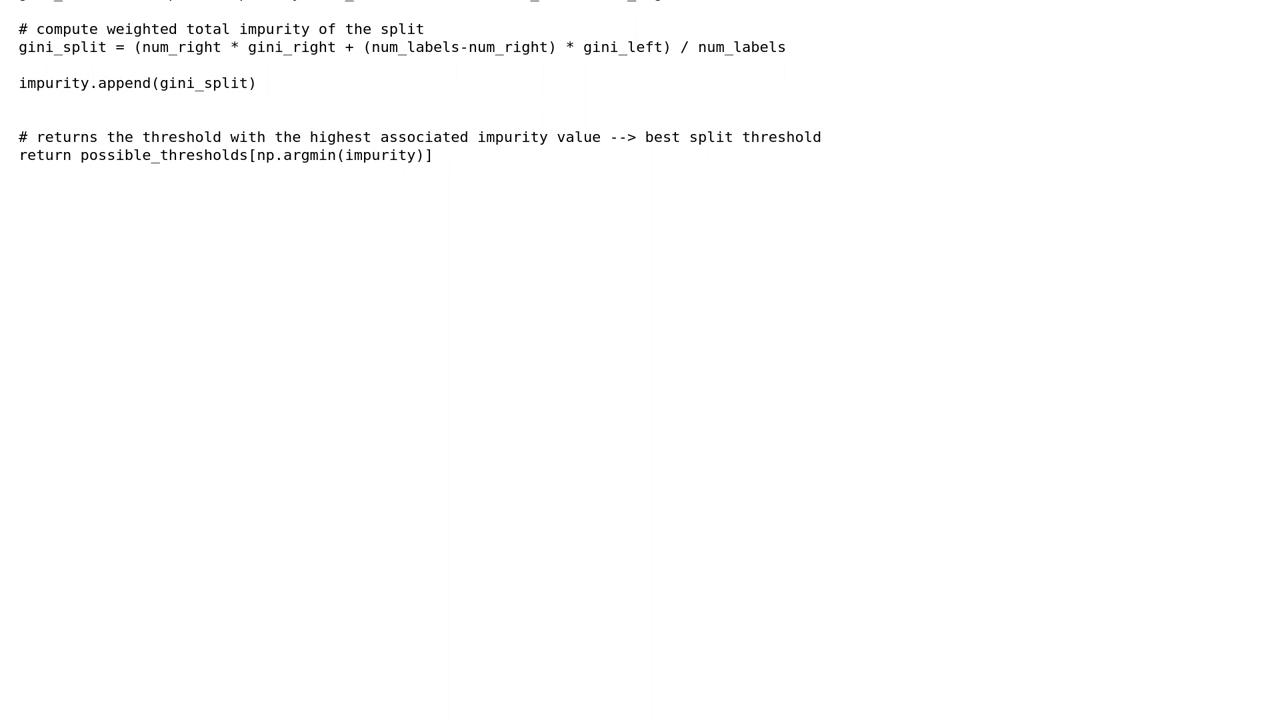 # compute weighted total impurity of the split
gini_split = (num_right * gini_right + (num_labels-num_right) * gini_left) / num_labels
impurity.append(gini_split)
# returns the threshold with the highest associated impurity value --> best split threshold
return possible_thresholds[np.argmin(impurity)]